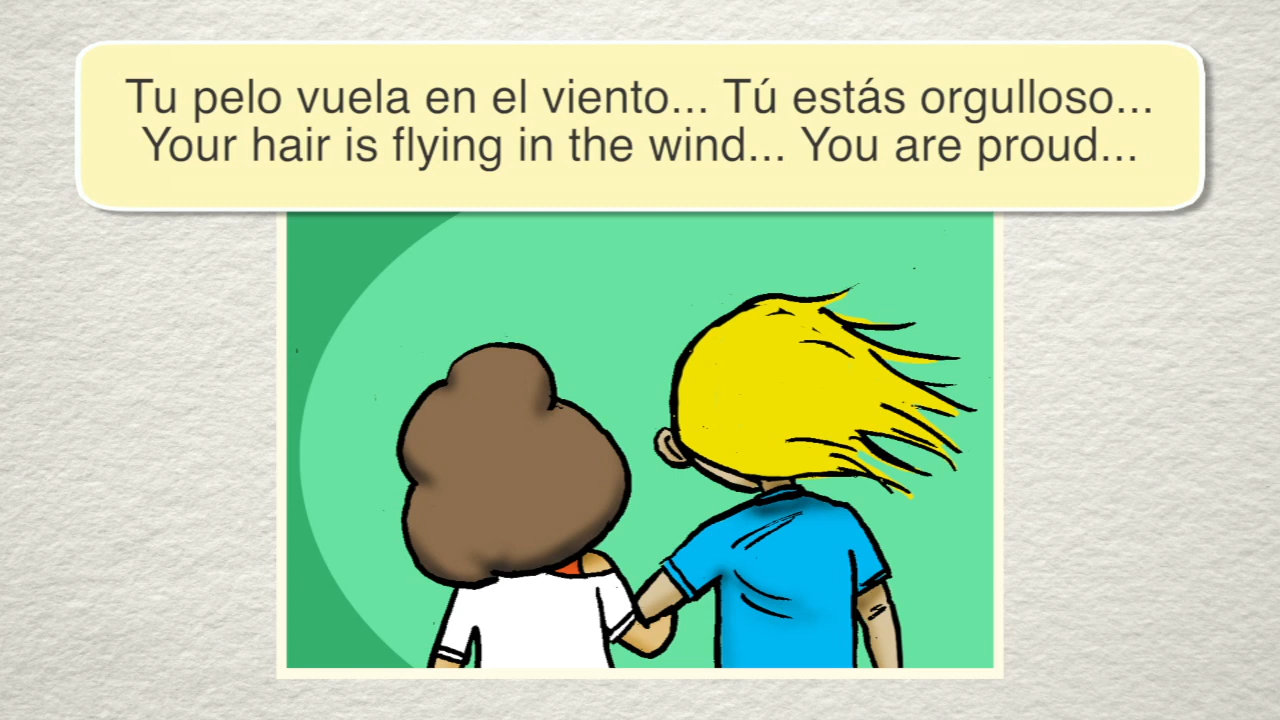 Tu pelo vuela en el viento... Tú estás orgulloso...
Your hair is flying in the wind... You are proud...